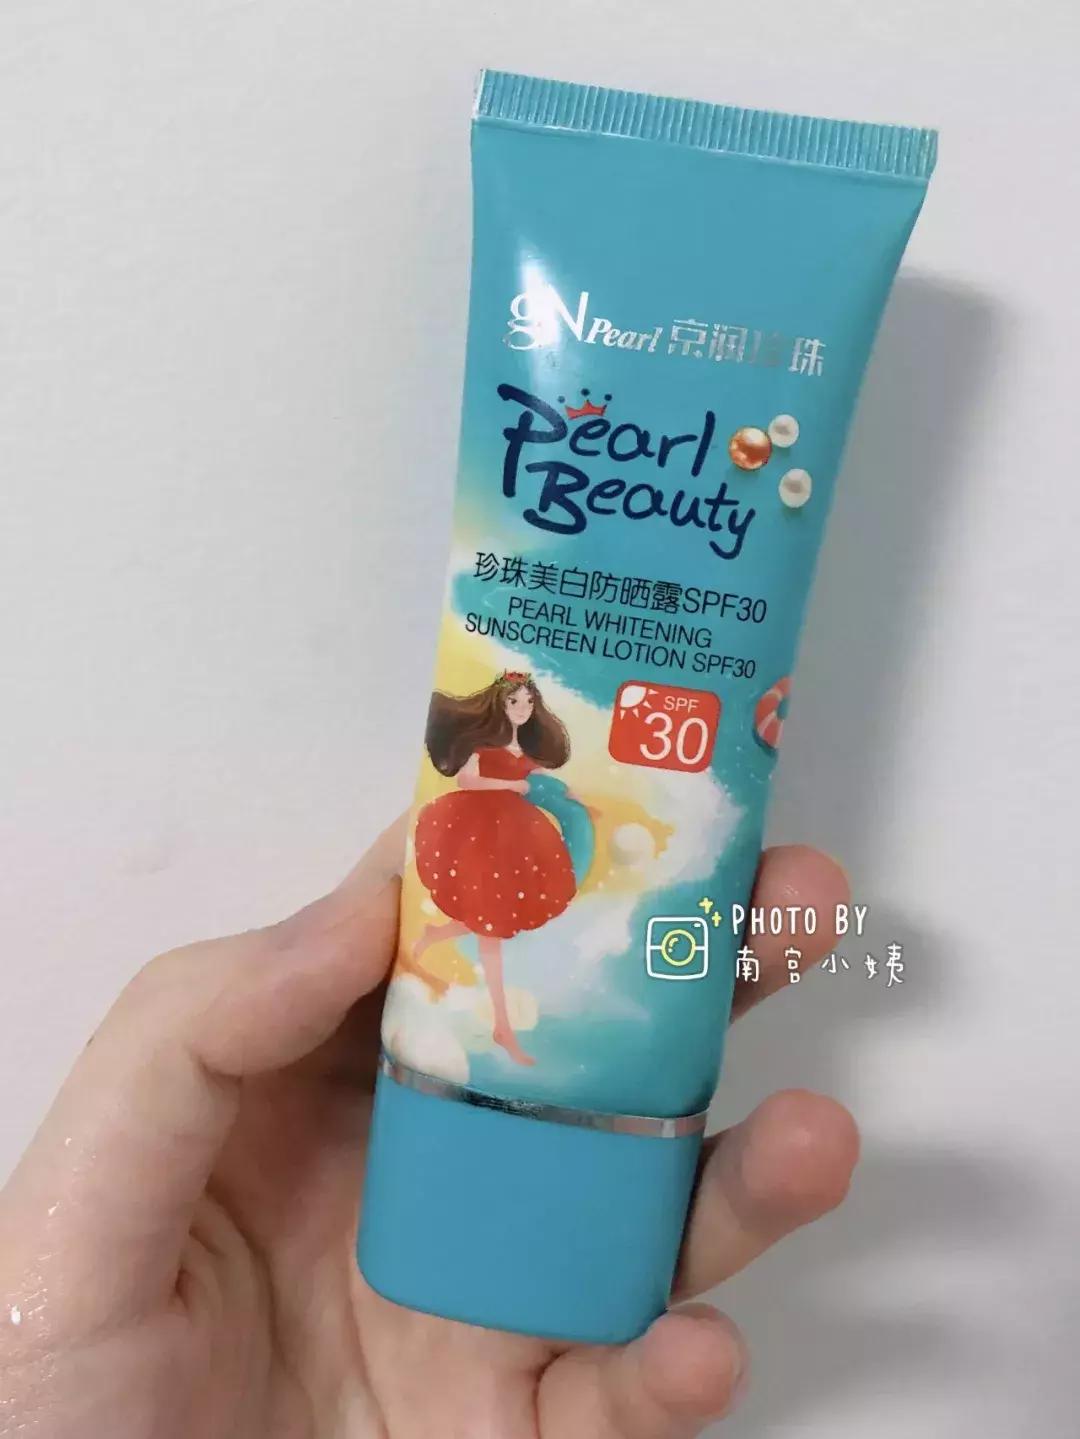 gN Pearl 京润珍珠
Pearl
Beauty
珍珠美白防晒露SPF30
PEARL WHITENING
SUNSCREEN LOTION SPF30
SPF
30
PHOTO BY
南宫小姨